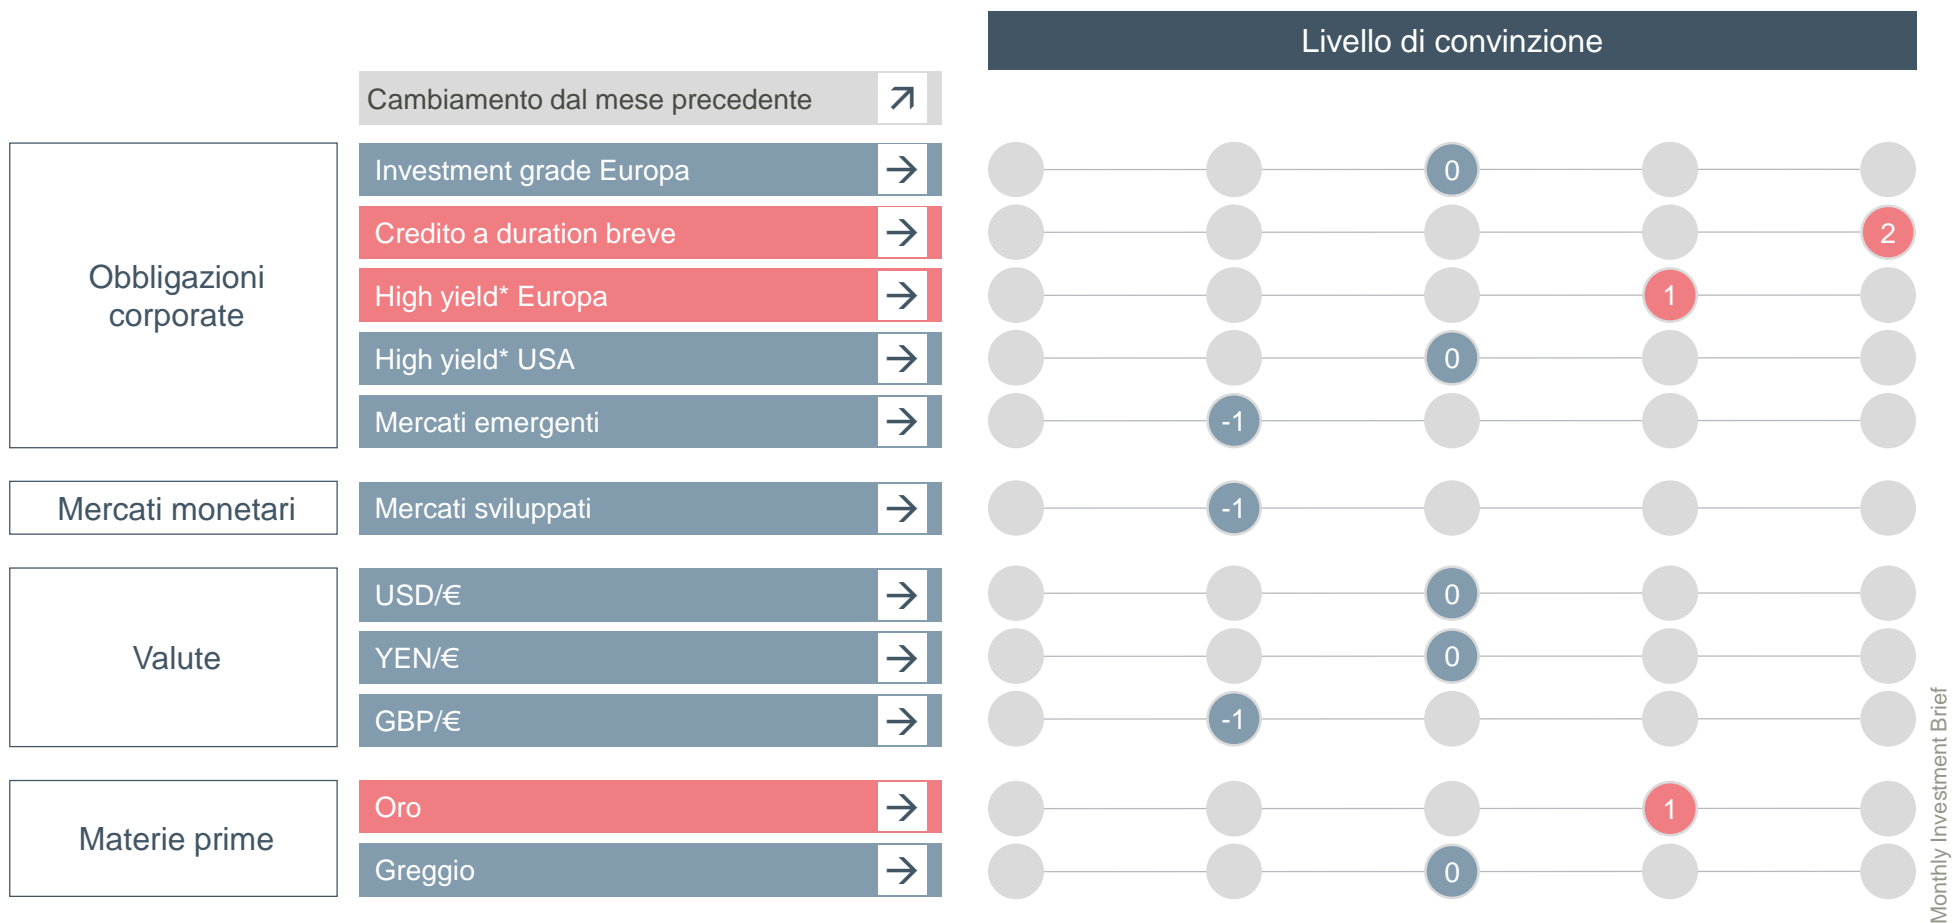 Livello di convinzione
Cambiamento dal mese precedente
Obbligazioni
corporate
Investment grade Europa
0
Credito a duration breve
2
High yield* Europa
1
High yield* USA
0
Mercati emergenti
-1
Mercati monetari
Mercati sviluppati
-1
Valute
USD/€
0
YEN/€
0
GBP/€
-1
Materie prime
Oro
1
Greggio
0
Monthly Investment Brief